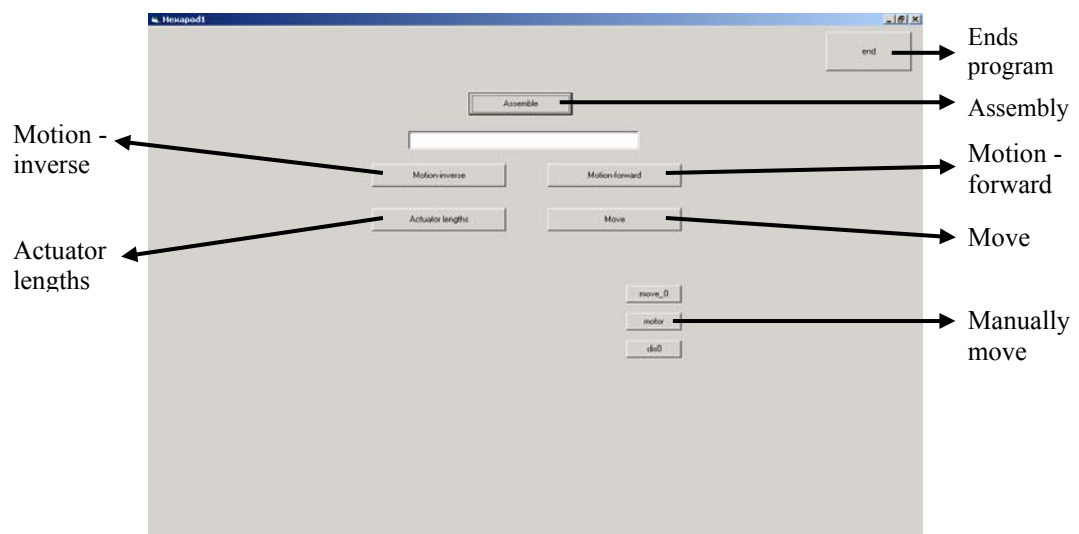 Hexapod1
end
Ends
program
Assemble
Assembly
Motion -
inverse
Motion-inverse
Motion-forward
Motion -
forward
Actuator lengths
Move
Move
Actuator
lengths
move_0
motor
Manually
move
dis0